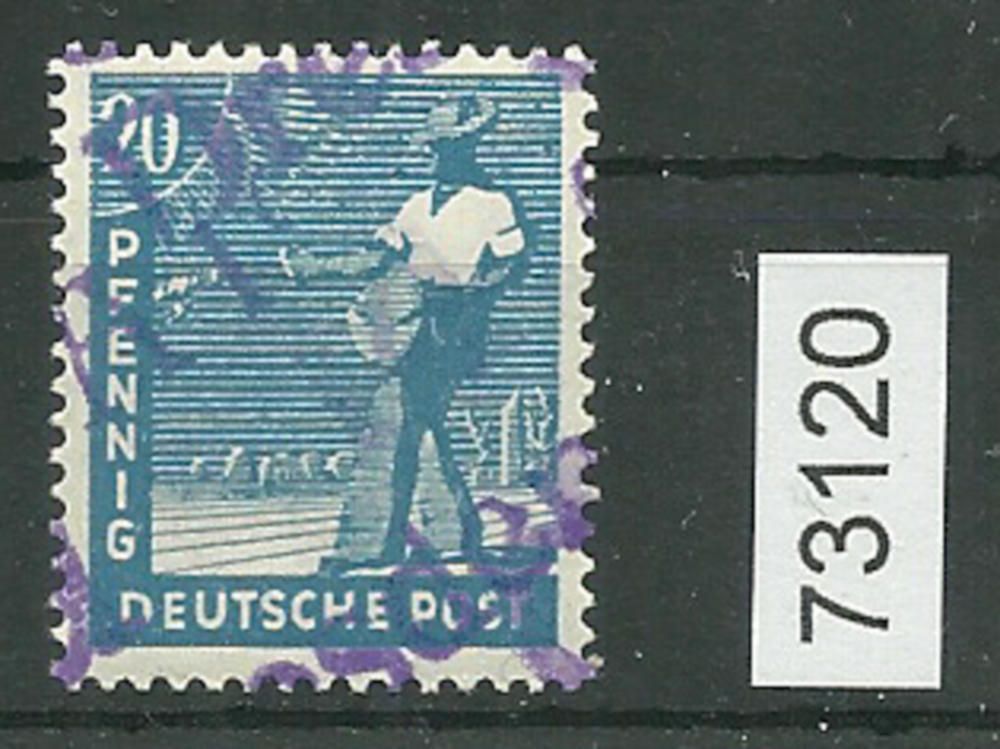 20
PFENNIG
DEUTSCHE POST
73120